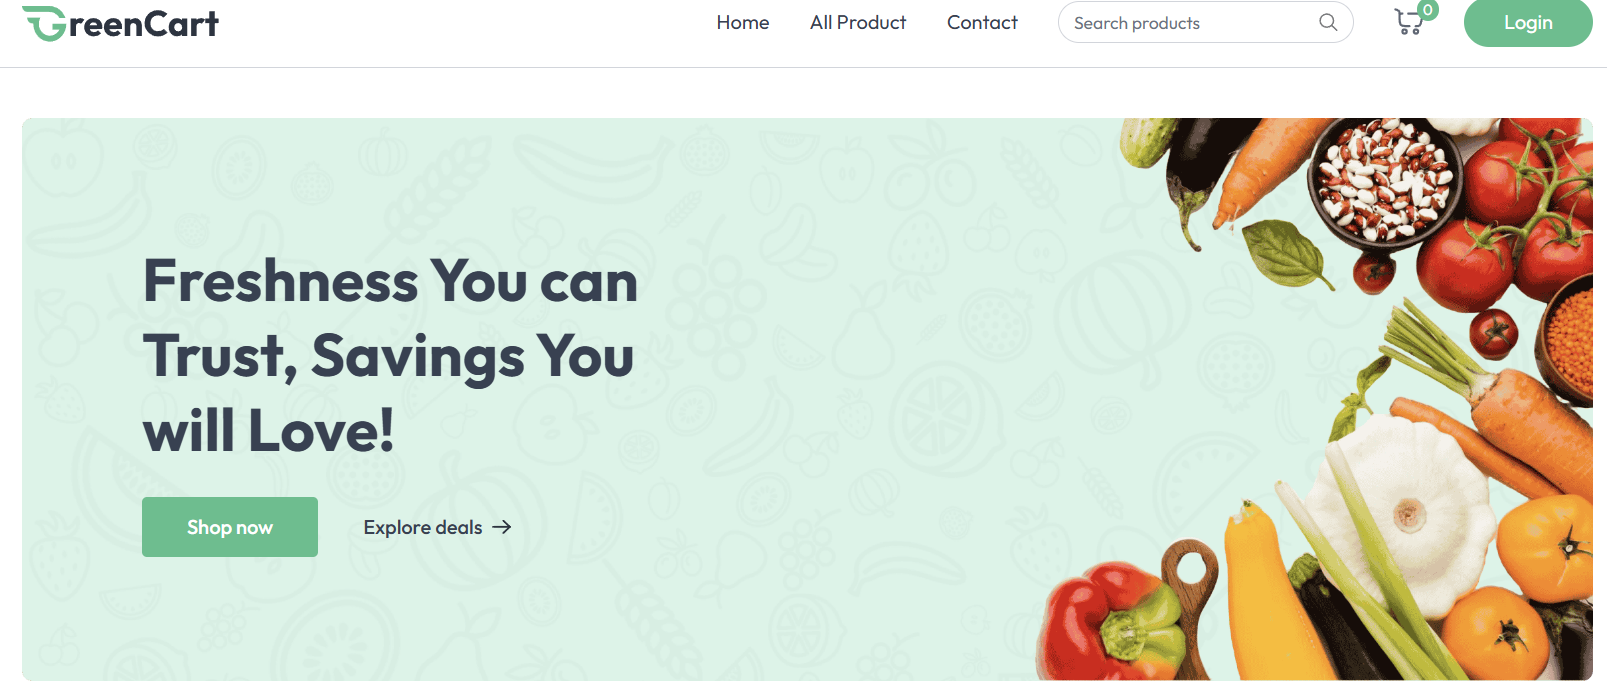 GreenCart
Home
All Product
Contact
Search products
0
Login
Freshness You can
Trust, Savings You
will Love!
Shop now
Explore deals